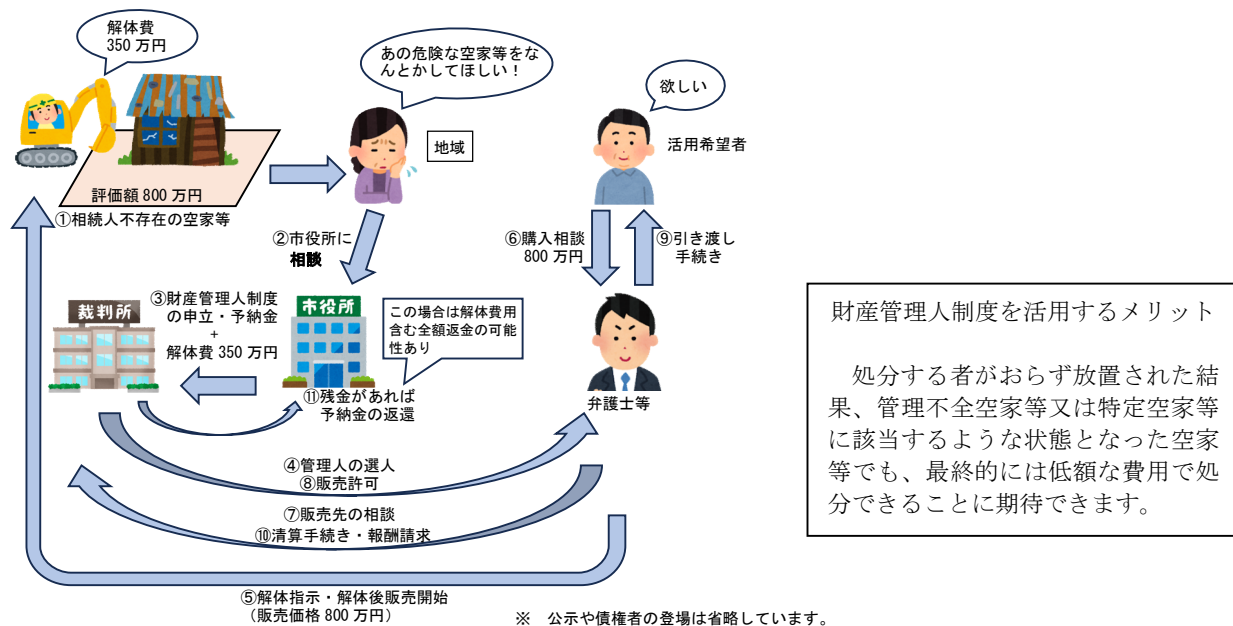 解体費
350 万円
あの危険な空家等をな
んとかしてほしい！
欲しい
地域
活用希望者
評価額 800 万円
①相続人不存在の空家等
②市役所に
相談
⑥購入相談
800 万円
⑨引き渡し
手続き
裁判所
③財産管理人制度
の申立・予納金
+
解体費 350 万円
市役所
この場合は解体費用
含む全額返金の可能
性あり
⑪残金があれば
予納金の返還
弁護士等
④管理人の選人
⑧販売許可
⑦販売先の相談
⑩清算手続き・報酬請求
⑤解体指示・解体後販売開始
（販売価格 800 万円）
※　公示や債権者の登場は省略しています。
財産管理人制度を活用するメリット
　処分する者がおらず放置された結
果、管理不全空家等又は特定空家等
に該当するような状態となった空家
等でも、最終的には低額な費用で処
分できることに期待できます。